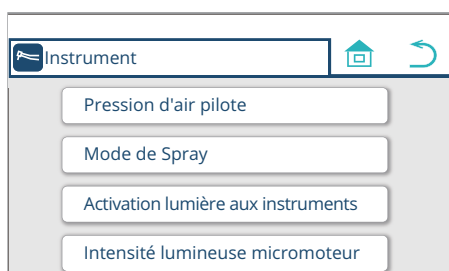 Instrument
Pression d'air pilote
Mode de Spray
Activation lumière aux instruments
Intensité lumineuse micromoteur